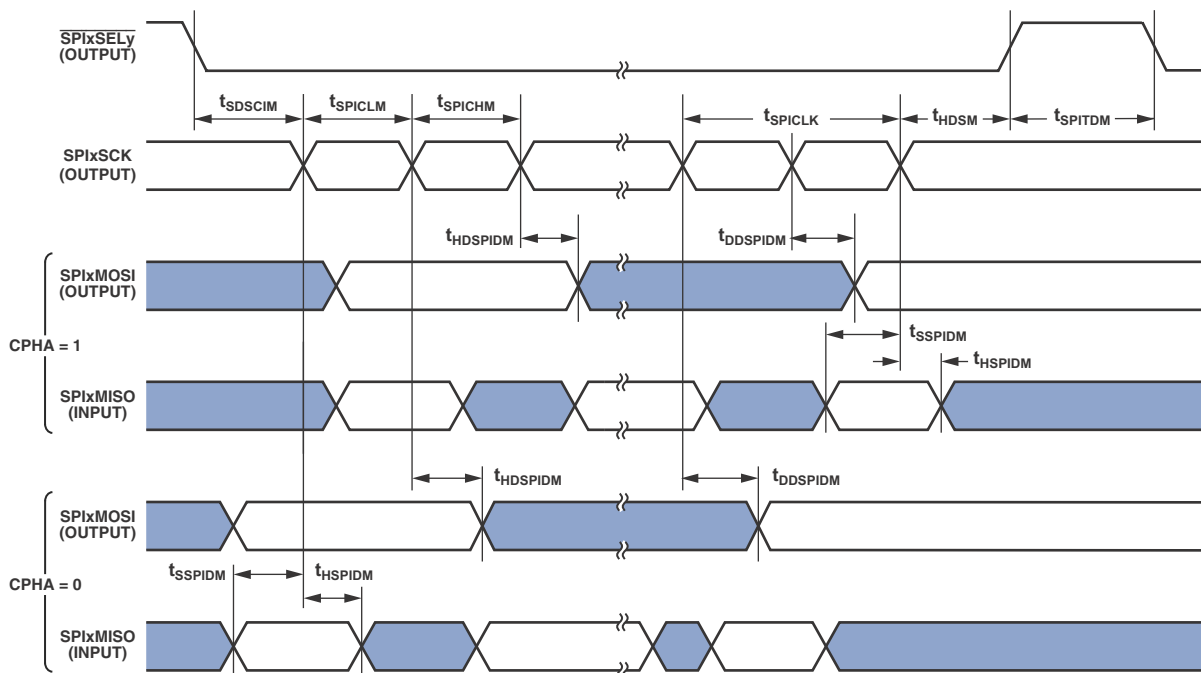 SPIxSELy
(OUTPUT)
tSDSCIM
tSPICLM
tSPICHM
tSPICLK
tHDSM
tSPITDM
SPIxSCK
(OUTPUT)
tHDSPIDM
tDDSPIDM
SPIxMOSI
(OUTPUT)
CPHA = 1
tSSPIDM
tHSPIDM
SPIxMISO
(INPUT)
tHDSPIDM
tDDSPIDM
SPIxMOSI
(OUTPUT)
CPHA = 0
tSSPIDM
tHSPIDM
SPIxMISO
(INPUT)